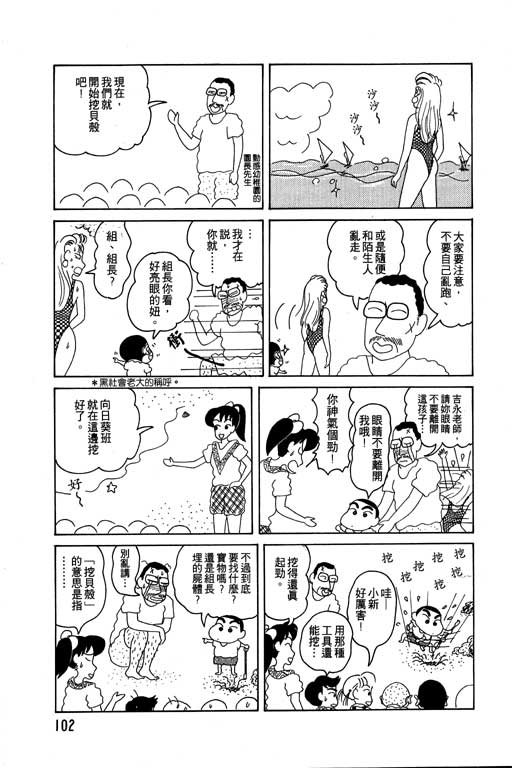 沙
沙
現在，
我們就
開始挖貝殼
吧！
動感幼稚園的
園長先生
大家要注意，
不要自己亂跑、
或是隨便
和陌生人
亂走。
…
我才在
說，
你就……
組長你看，
好亮眼的妞。
衝
組、組長？
＊黑社會老大的稱呼。
吉永老師
請妳眼睛
不要離開
這孩子…
眼睛
不要離開
我哦！
你神氣個勁！
向日葵班
就在這邊挖
好了。
好
挖
挖
挖
挖
挖
哇—
小新
好厲害！
用那種
工具還
能挖…
挖得還真
起勁。
不過到底
要找什麼？
寶物嗎？
還是組長
埋的屍體？
別亂講……
「挖貝殼」
的意思是指
102